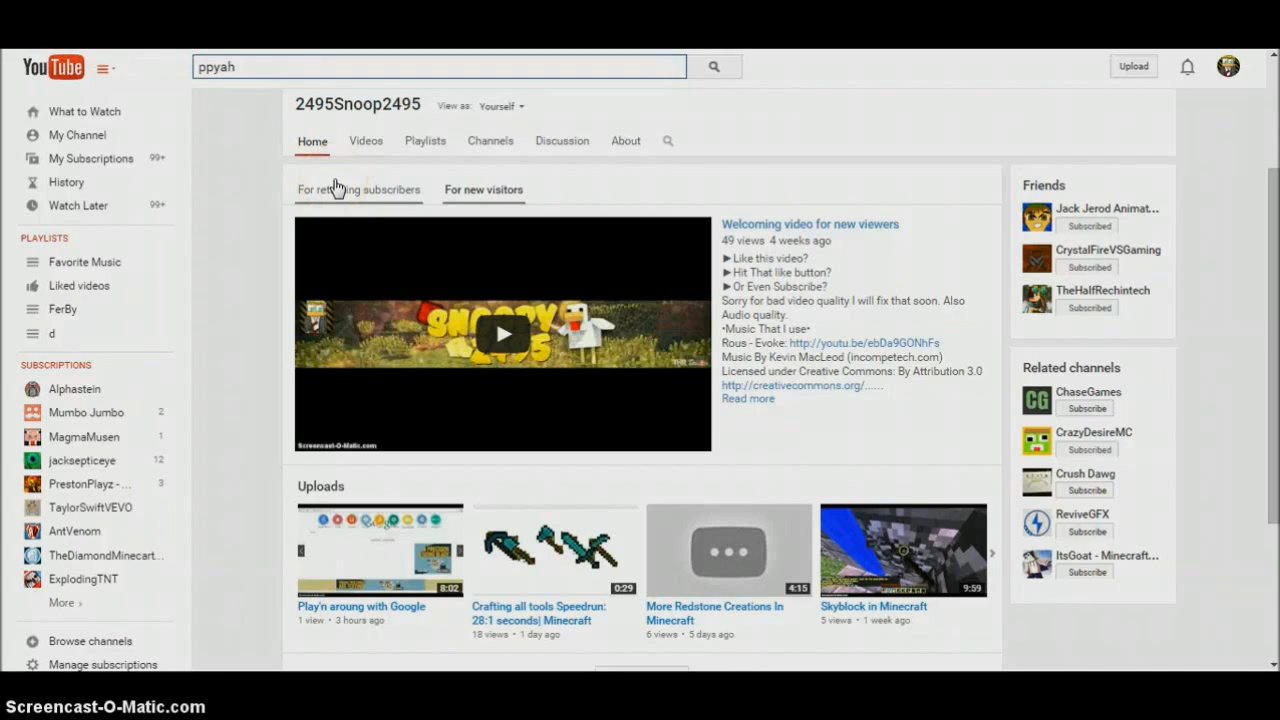 YouTube
ppyah
Upload
What to Watch
My Channel
My Subscriptions 99+
History
Watch Later 99+
PLAYLISTS
Favorite Music
Liked videos
FerBy
d
SUBSCRIPTIONS
Alphastein
Mumbo Jumbo 2
MagmaMusen 1
jacksepticeye 12
PrestonPlayz - ... 3
TaylorSwiftVEVO
AntVenom
TheDiamondMinecart...
ExplodingTNT
More ›
Browse channels
Manage subscriptions
2495Snoop2495 View as: Yourself
Home Videos Playlists Channels Discussion About
For returning subscribers For new visitors
SNOOPY
2495
Screencast-O-Matic.com
Welcoming video for new viewers
49 views 4 weeks ago
►Like this video?
►Hit That like button?
►Or Even Subscribe?
Sorry for bad video quality I will fix that soon. Also
Audio quality.
•Music That I use•
Rous - Evoke: http://youtu.be/ebDa9GONhFs
Music By Kevin MacLeod (incompetech.com)
Licensed under Creative Commons: By Attribution 3.0
http://creativecommons.org/......
Read more
Uploads
8:02
Play'n aroung with Google
1 view • 3 hours ago
0:29
Crafting all tools Speedrun:
28:1 seconds| Minecraft
18 views • 1 day ago
4:15
More Redstone Creations In
Minecraft
6 views • 5 days ago
9:59
Skyblock in Minecraft
5 views • 1 week ago
Friends
Jack Jerod Animat...
Subscribed
CrystalFireVSGaming
Subscribed
TheHalfRechintech
Subscribed
Related channels
CG
ChaseGames
Subscribe
CrazyDesireMC
Subscribed
Crush Dawg
Subscribe
ReviveGFX
Subscribe
ItsGoat - Minecraft...
Subscribe
Screencast-O-Matic.com